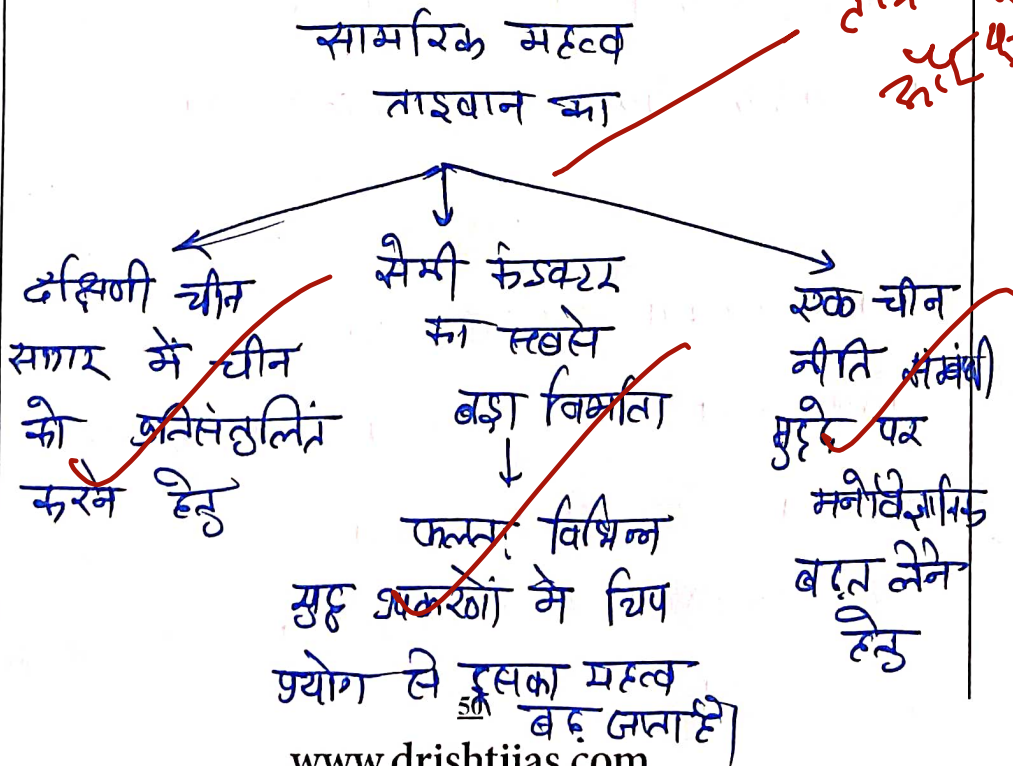 सामरिक महत्व
ताइवान का
दक्षिणी चीन
सागर में चीन
को प्रतिसंतुलित
करने हेतु
सेमी कंडक्टर
का सबसे
बड़ा निर्माता
फलतः विभिन्न
युद्ध उपकरणों मे चिप
प्रयोग से इसका महत्व
बढ़ जाता है।
एक चीन
नीति संबंधी
मुद्दे पर
मनोवैज्ञानिक
बढ़त लेने
हेतु
50
www.drishtiias.com